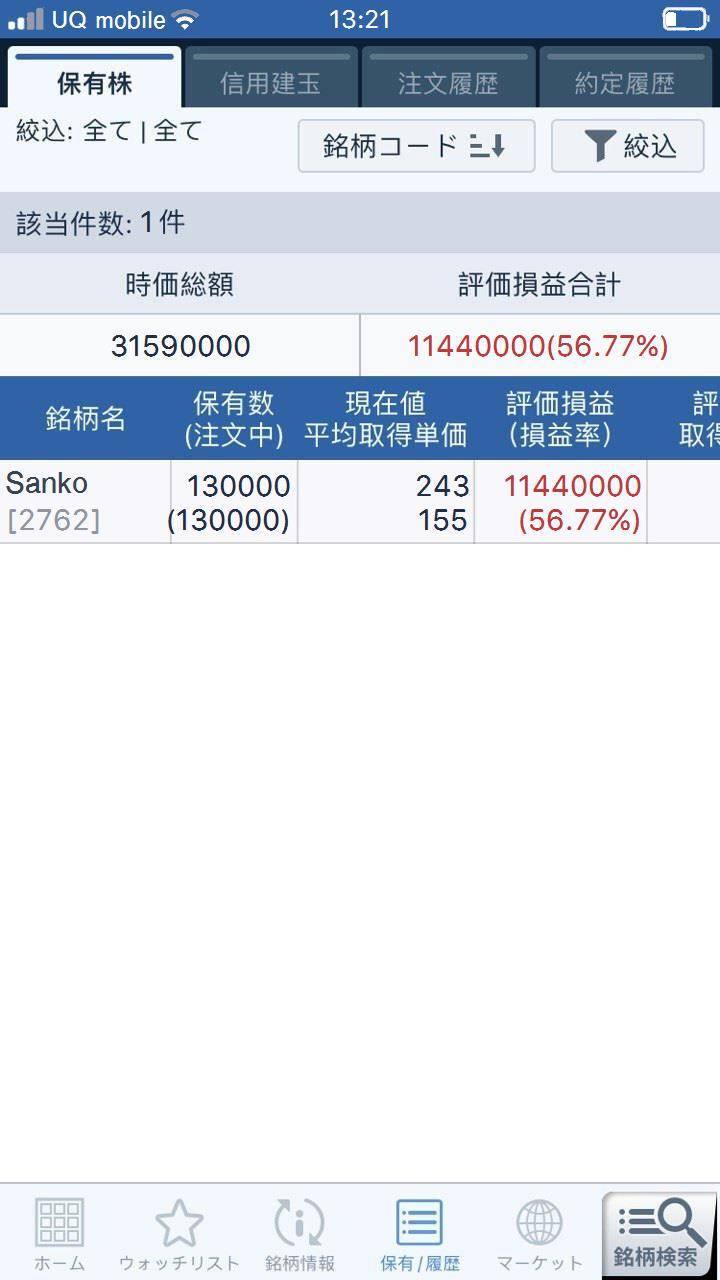 UQ mobile 13:21
保有株 信用建玉 注文履歴 約定履歴
絞込: 全て | 全て 銘柄コード 絞込
該当件数: 1件
時価総額 評価損益合計
31590000 11440000(56.77%)
銘柄名 保有数 現在値 評価損益 評
(注文中) 平均取得単価 (損益率) 取得
Sanko 130000 243 11440000
[2762] (130000) 155 (56.77%)
ホーム ウォッチリスト 銘柄情報 保有/履歴 マーケット 銘柄検索